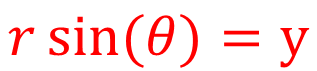 r sin(θ) = y